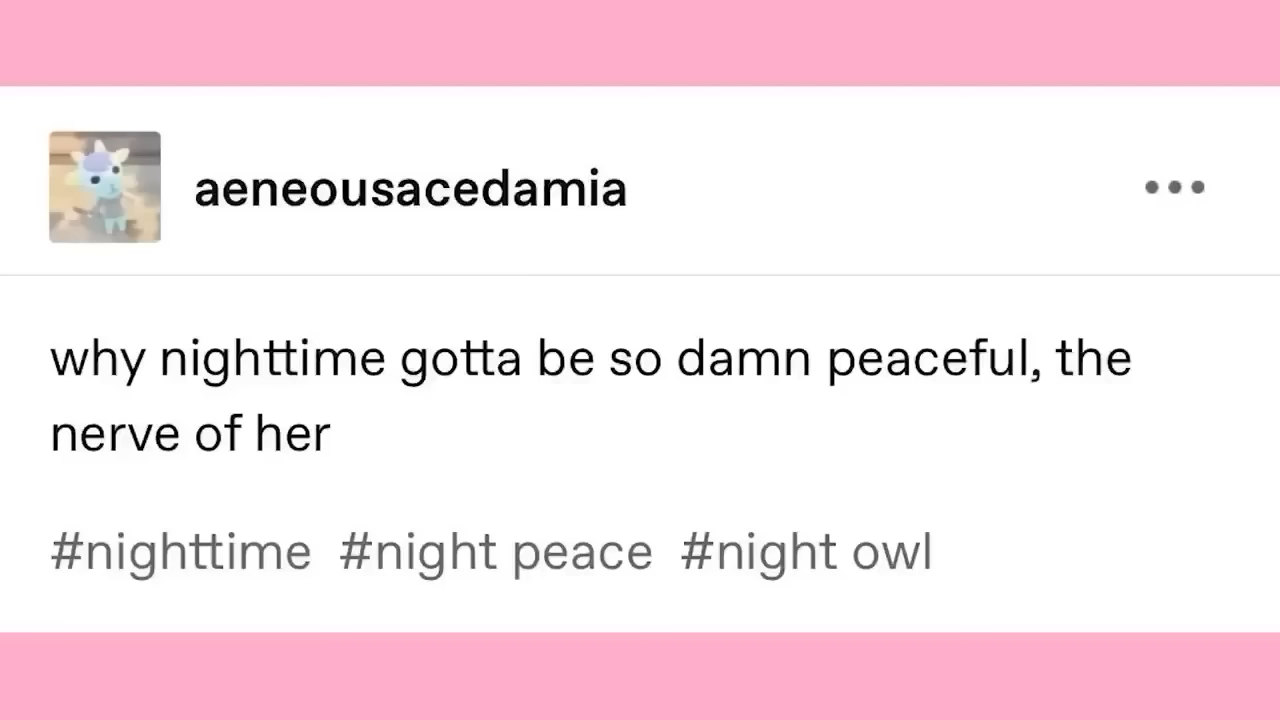 aeneousacedamia
why nighttime gotta be so damn peaceful, the
nerve of her
#nighttime #night peace #night owl